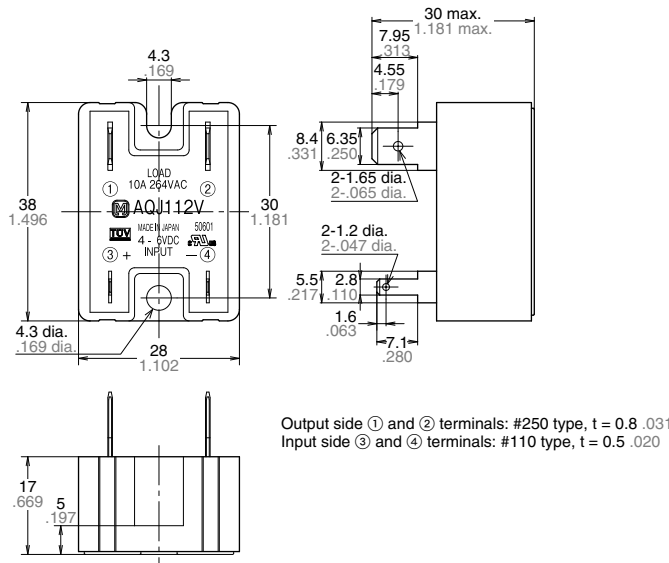 30 max.
1.181 max.
7.95
.313
4.55
.179
4.3
.169
8.4
.331
6.35
.250
2-1.65 dia.
2-.065 dia.
38
1.496
LOAD
10A 264VAC
① ②
AQJ112V
MADE IN JAPAN 50601
TÜV
4 - 6VDC
INPUT
③ + – ④
30
1.181
2-1.2 dia.
2-.047 dia.
5.5
.217
2.8
.110
1.6
.063
7.1
.280
4.3 dia.
.169 dia.
28
1.102
Output side ① and ② terminals: #250 type, t = 0.8 .031
Input side ③ and ④ terminals: #110 type, t = 0.5 .020
17
.669
5
.197